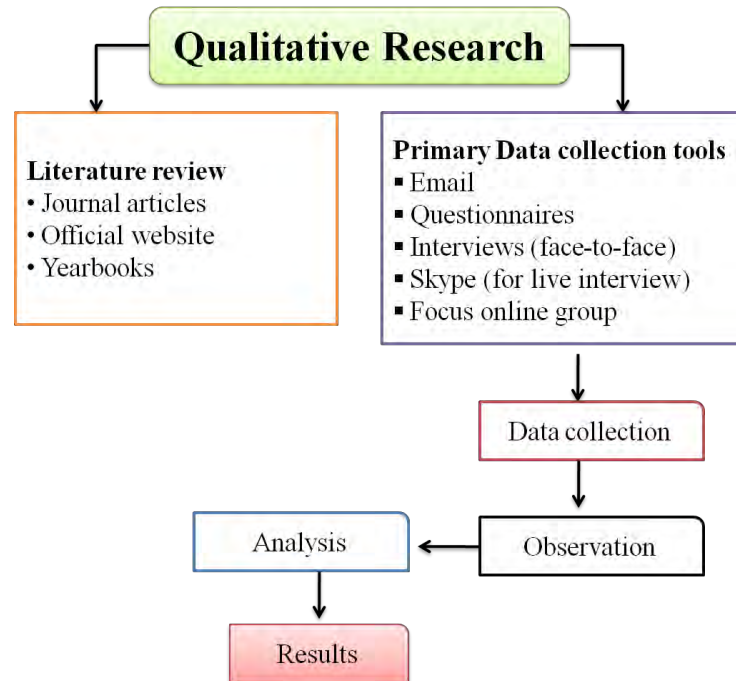 Qualitative Research
Literature review
• Journal articles
• Official website
• Yearbooks
Primary Data collection tools
▪ Email
▪ Questionnaires
▪ Interviews (face-to-face)
▪ Skype (for live interview)
▪ Focus online group
Data collection
Observation
Analysis
Results